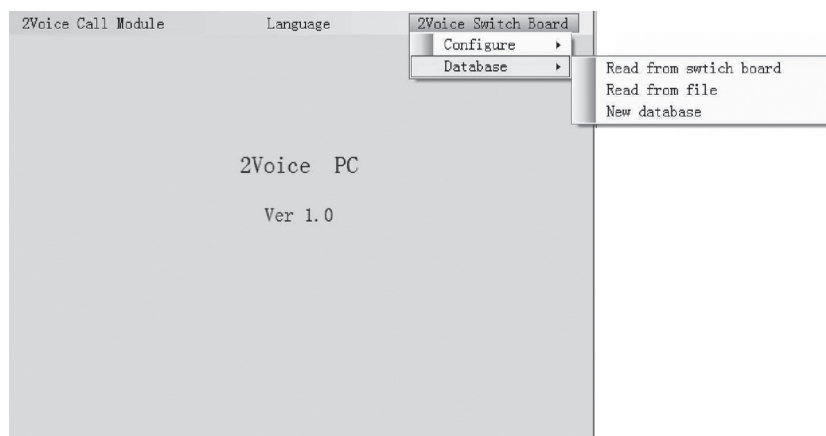 2Voice Call Module Language 2Voice Switch Board
Configure
Database
Read from swtich board
Read from file
New database
2Voice PC
Ver 1.0